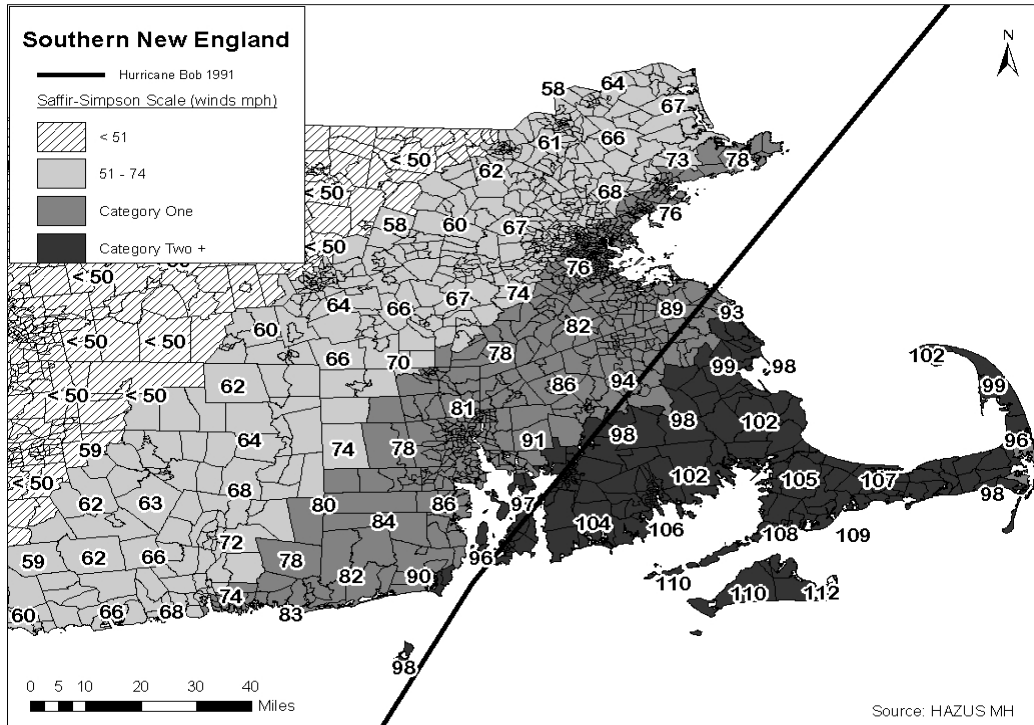 Southern New England
Hurricane Bob 1991
Saffir-Simpson Scale (winds mph)
< 51
51 - 74
Category One
Category Two +
N
58 64
67
61 66
< 50 62 73 78
< 50 68
58 60 67 76
< 50
< 50 76
64 66 67 74 89 93
60 82
< 50 < 50 78 99 98 102
66 70
62 86 94 99
< 50 < 50 81 98 102
64 74 78 91 98 96
59
< 50 68 102 105 107 98
62 63 80 86 97
84 104 106 108 109
72
59 62 66 78 96
82 90 110
74 110 112
60 66 68 83
98
0 5 10 20 30 40
Miles
Source: HAZUS MH